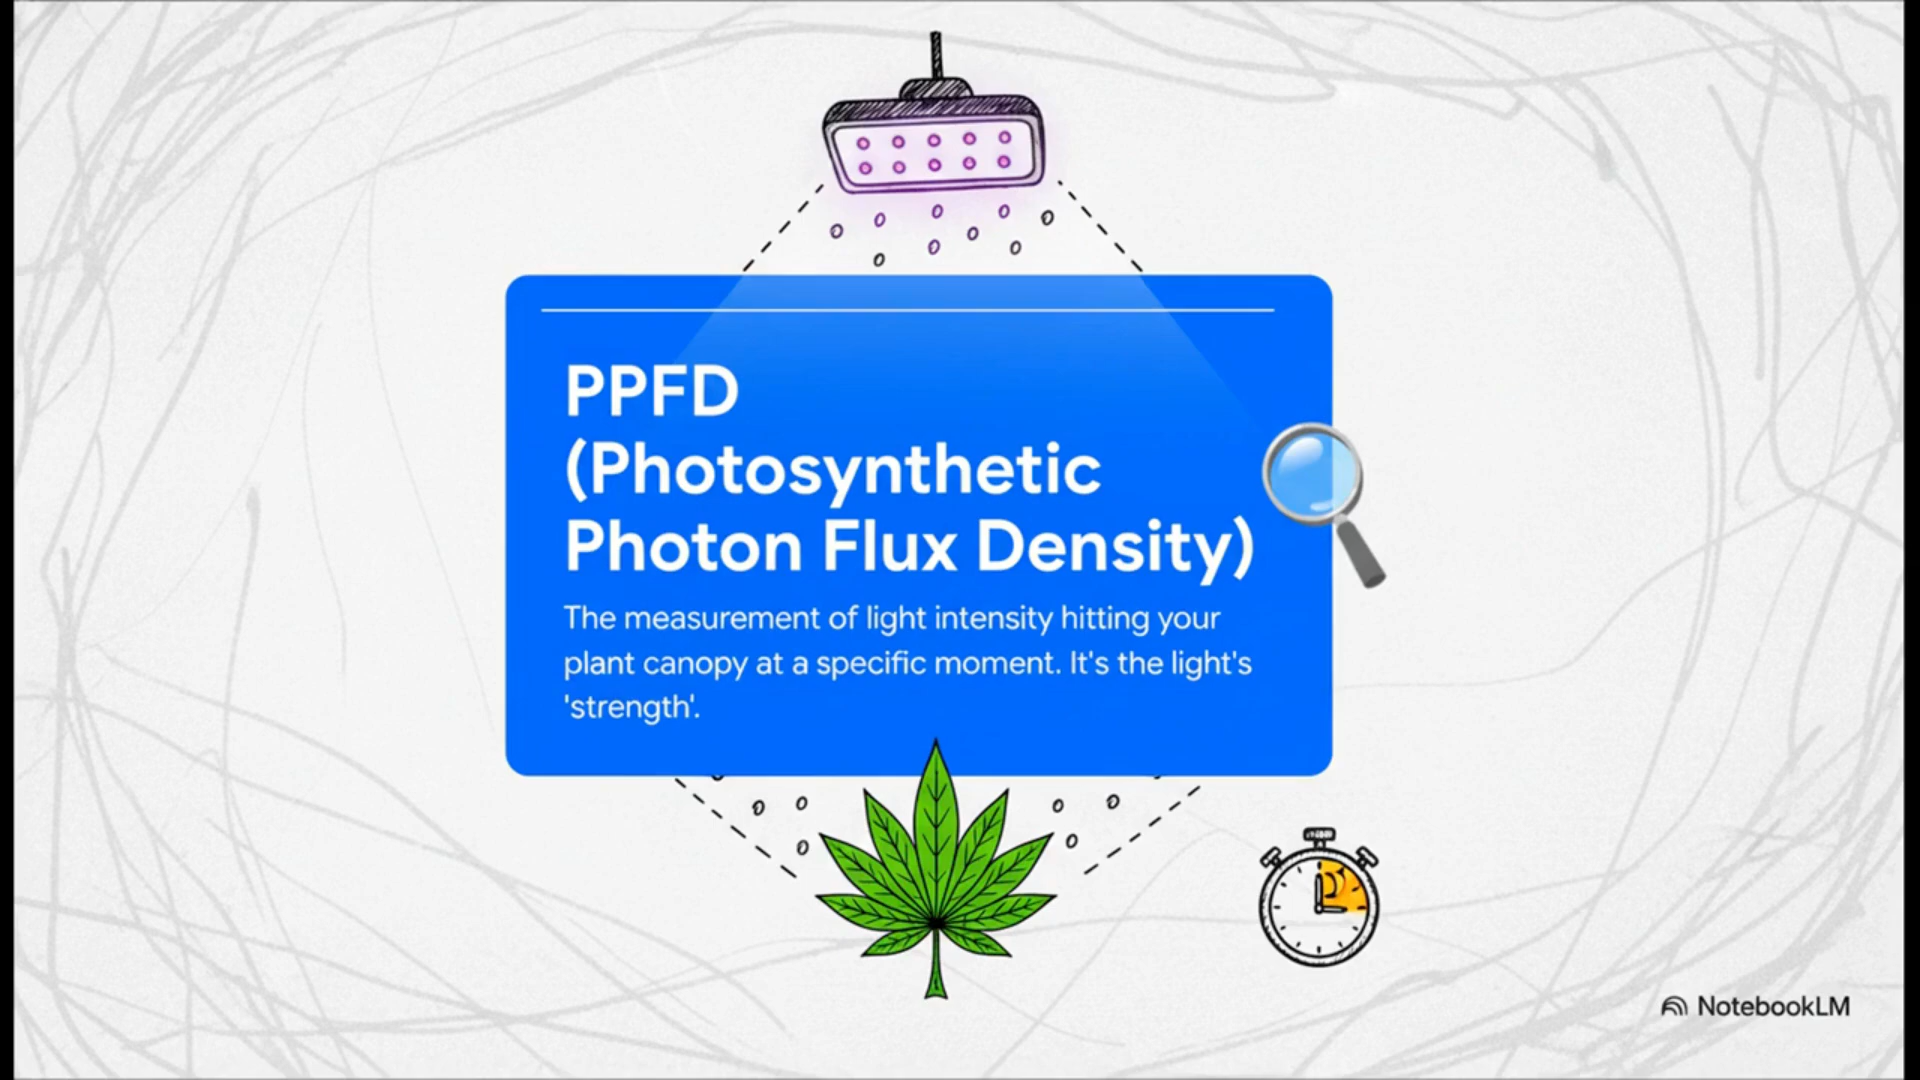 PPFD
(Photosynthetic
Photon Flux Density)
The measurement of light intensity hitting your
plant canopy at a specific moment. It's the light's
'strength'.
NotebookLM